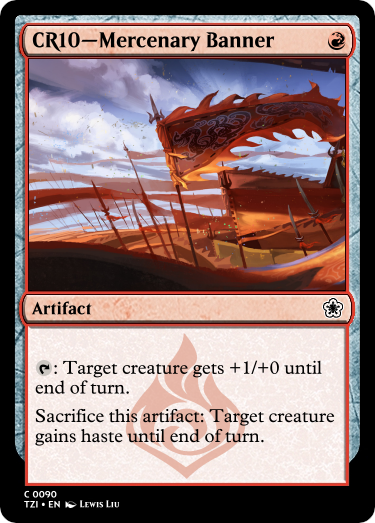 CR10—Mercenary Banner
Artifact
: Target creature gets +1/+0 until
end of turn.
Sacrifice this artifact: Target creature
gains haste until end of turn.
C 0090
TZI • EN Lewis Liu